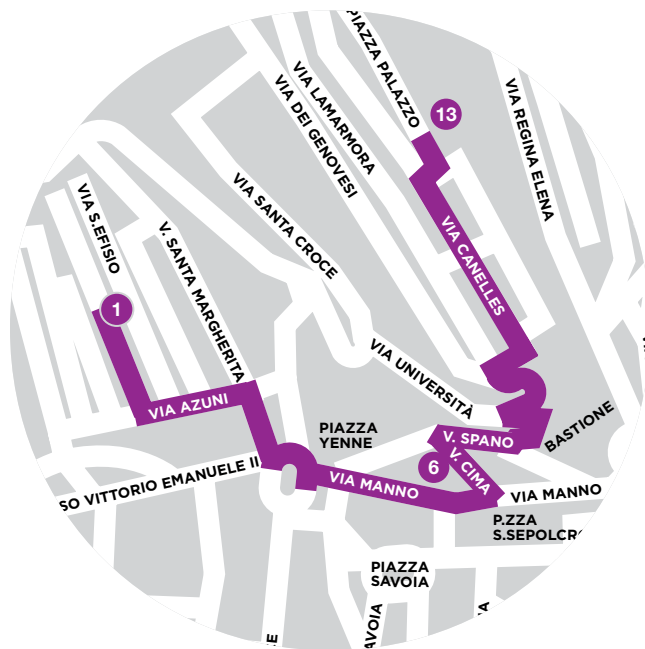 PIAZZA PALAZZO
13
VIA LAMARMORA
VIA DEI GENOVESI
VIA REGINA ELENA
VIA S.EFISIO
VIA SANTA CROCE
V. SANTA MARGHERITA
VIA CANELLES
1
VIA UNIVERSITÀ
VIA AZUNI
PIAZZA
YENNE
V. SPANO
BASTIONE
6
V. CIMA
SO VITTORIO EMANUELE II
VIA MANNO
VIA MANNO
P.ZZA
S.SEPOLCRO
PIAZZA
SAVOIA
AVOIA